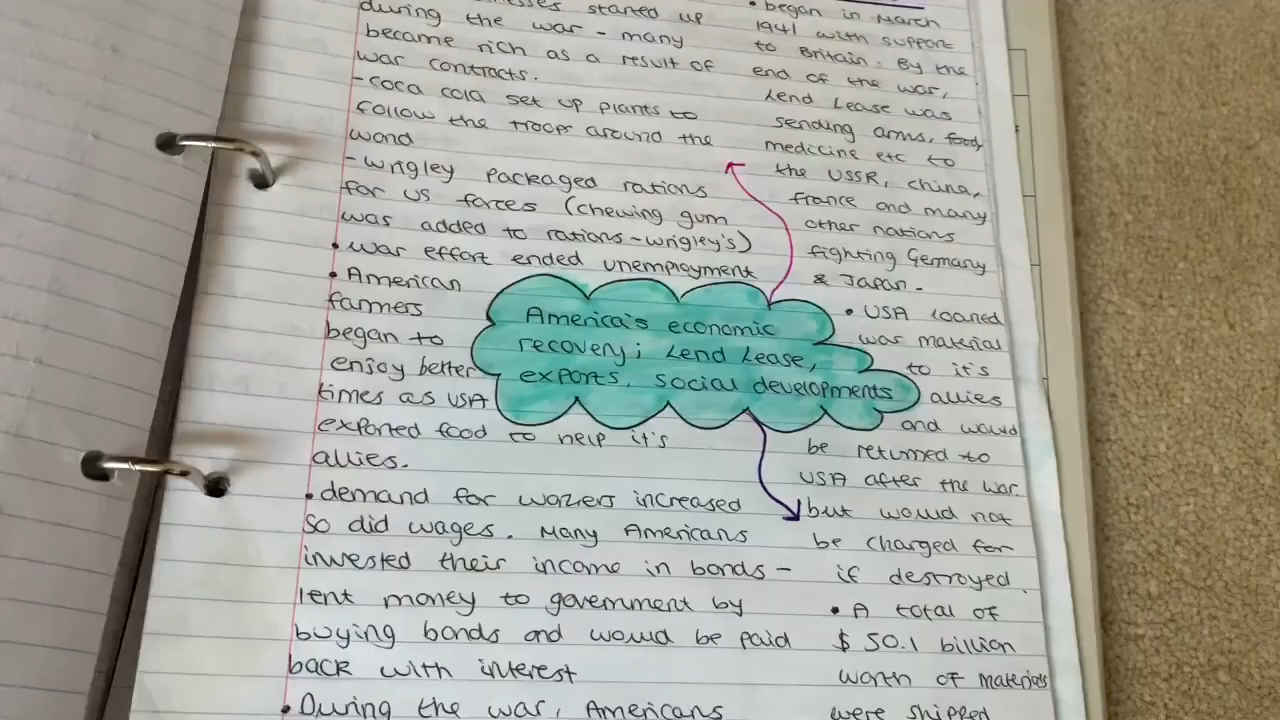 started up
during the war - many
became rich as a result of
war contracts.
- coca cola set up plants to
follow the troops around the
world
- wrigley packaged rations
for US forces (chewing gum
was added to rations - wrigley's)
• war effort ended unemployment
• American
farmers
began to
enjoy better
times as USA
exported food to help it's
allies.
• demand for workers increased
so did wages. Many Americans
invested their income in bonds -
lent money to government by
buying bonds and would be paid
back with interest
• During the war, Americans
America's economic
recovery; Lend Lease,
exports, social developments
• began in March
1941 with support
to Britain. By the
end of the war,
Lend Lease was
sending arms, food,
medicine etc to
the USSR, china,
france and many
other nations
fighting Germany
& Japan.
• USA loaned
war material
to it's
allies
and would
be returned to
USA after the war.
but would not
be charged for
if destroyed.
• A total of
$ 50.1 billion
worth of materials
were shipped